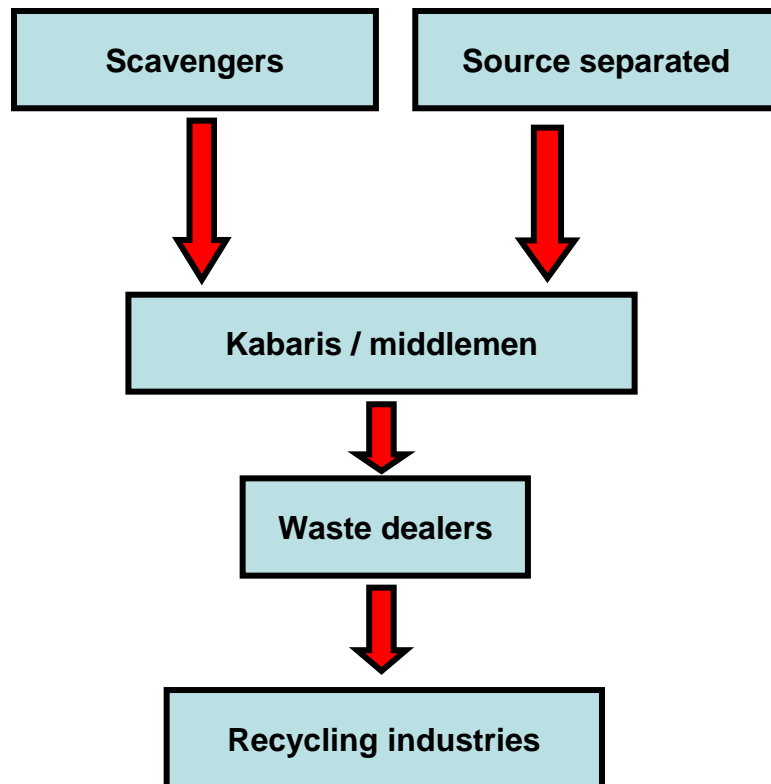 Scavengers
Source separated
Kabaris / middlemen
Waste dealers
Recycling industries